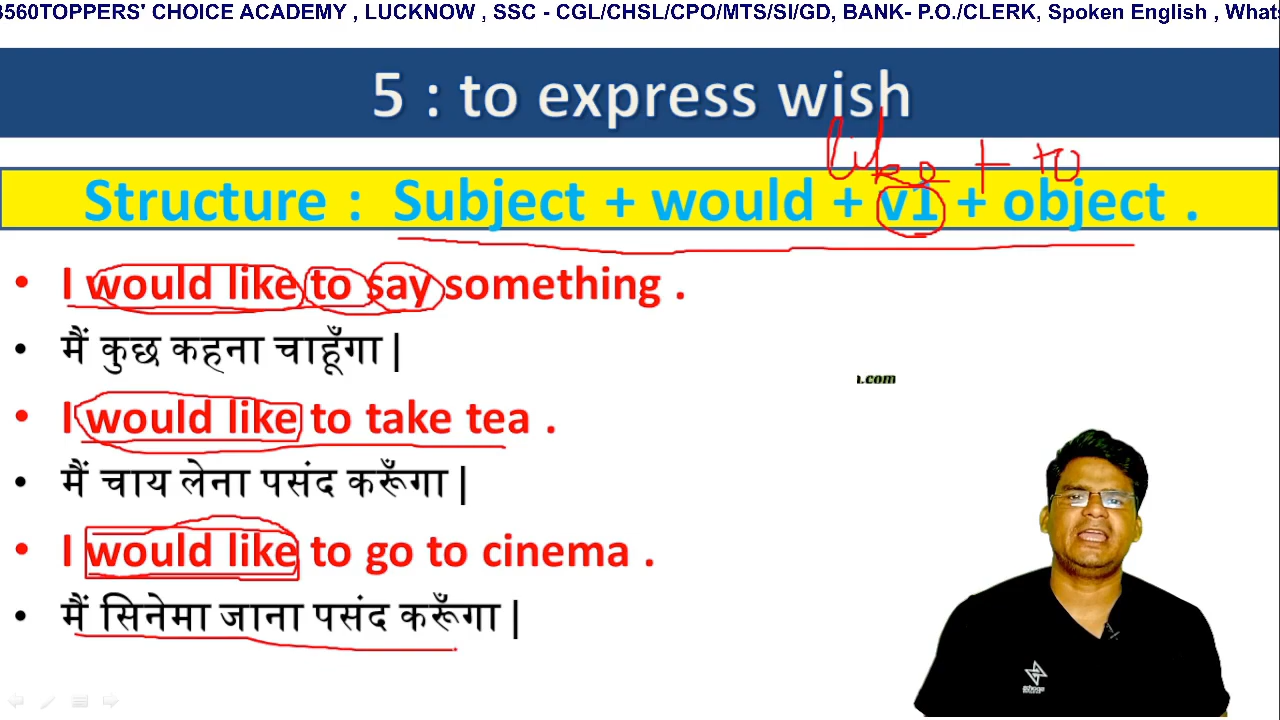 3560TOPPERS' CHOICE ACADEMY , LUCKNOW , SSC - CGL/CHSL/CPO/MTS/SI/GD, BANK- P.O./CLERK, Spoken English , Whats
5 : to express wish
like + to
Structure : Subject + would + v1 + object .
• I would like to say something .
• मैं कुछ कहना चाहूँगा |
.com
• I would like to take tea .
• मैं चाय लेना पसंद करूँगा |
• I would like to go to cinema .
• मैं सिनेमा जाना पसंद करूँगा |